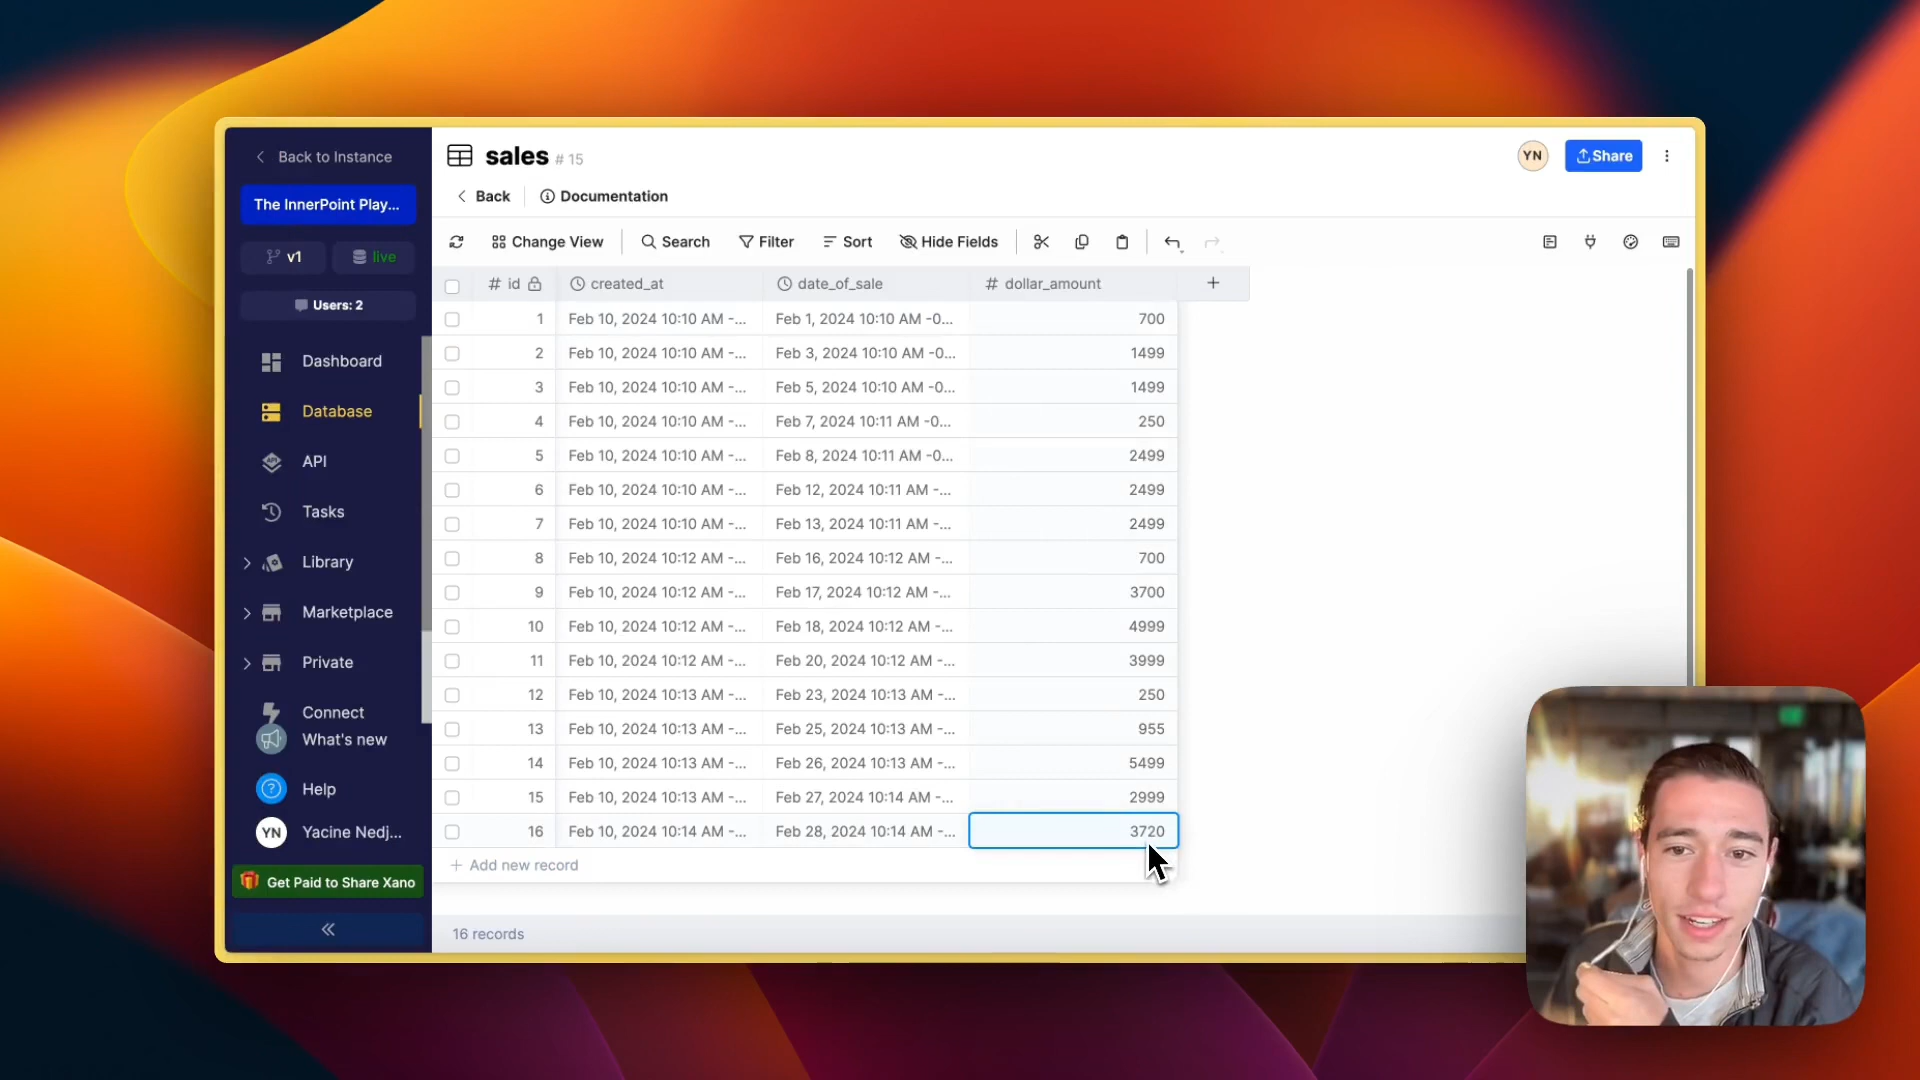 Back to Instance
The InnerPoint Play...
v1
live
Users: 2
Dashboard
Database
API
Tasks
Library
Marketplace
Private
Connect
What's new
? Help
YN Yacine Nedj...
Get Paid to Share Xano
sales # 15
YN
Share
Back
Documentation
Change View
Search
Filter
Sort
Hide Fields
# id created_at date_of_sale # dollar_amount +
1 Feb 10, 2024 10:10 AM -... Feb 1, 2024 10:10 AM -0... 700
2 Feb 10, 2024 10:10 AM -... Feb 3, 2024 10:10 AM -0... 1499
3 Feb 10, 2024 10:10 AM -... Feb 5, 2024 10:10 AM -0... 1499
4 Feb 10, 2024 10:10 AM -... Feb 7, 2024 10:11 AM -0... 250
5 Feb 10, 2024 10:10 AM -... Feb 8, 2024 10:11 AM -0... 2499
6 Feb 10, 2024 10:10 AM -... Feb 12, 2024 10:11 AM -... 2499
7 Feb 10, 2024 10:10 AM -... Feb 13, 2024 10:11 AM -... 2499
8 Feb 10, 2024 10:12 AM -... Feb 16, 2024 10:12 AM -... 700
9 Feb 10, 2024 10:12 AM -... Feb 17, 2024 10:12 AM -... 3700
10 Feb 10, 2024 10:12 AM -... Feb 18, 2024 10:12 AM -... 4999
11 Feb 10, 2024 10:12 AM -... Feb 20, 2024 10:12 AM -... 3999
12 Feb 10, 2024 10:13 AM -... Feb 23, 2024 10:13 AM -... 250
13 Feb 10, 2024 10:13 AM -... Feb 25, 2024 10:13 AM -... 955
14 Feb 10, 2024 10:13 AM -... Feb 26, 2024 10:13 AM -... 5499
15 Feb 10, 2024 10:13 AM -... Feb 27, 2024 10:14 AM -... 2999
16 Feb 10, 2024 10:14 AM -... Feb 28, 2024 10:14 AM -... 3720
+ Add new record
16 records